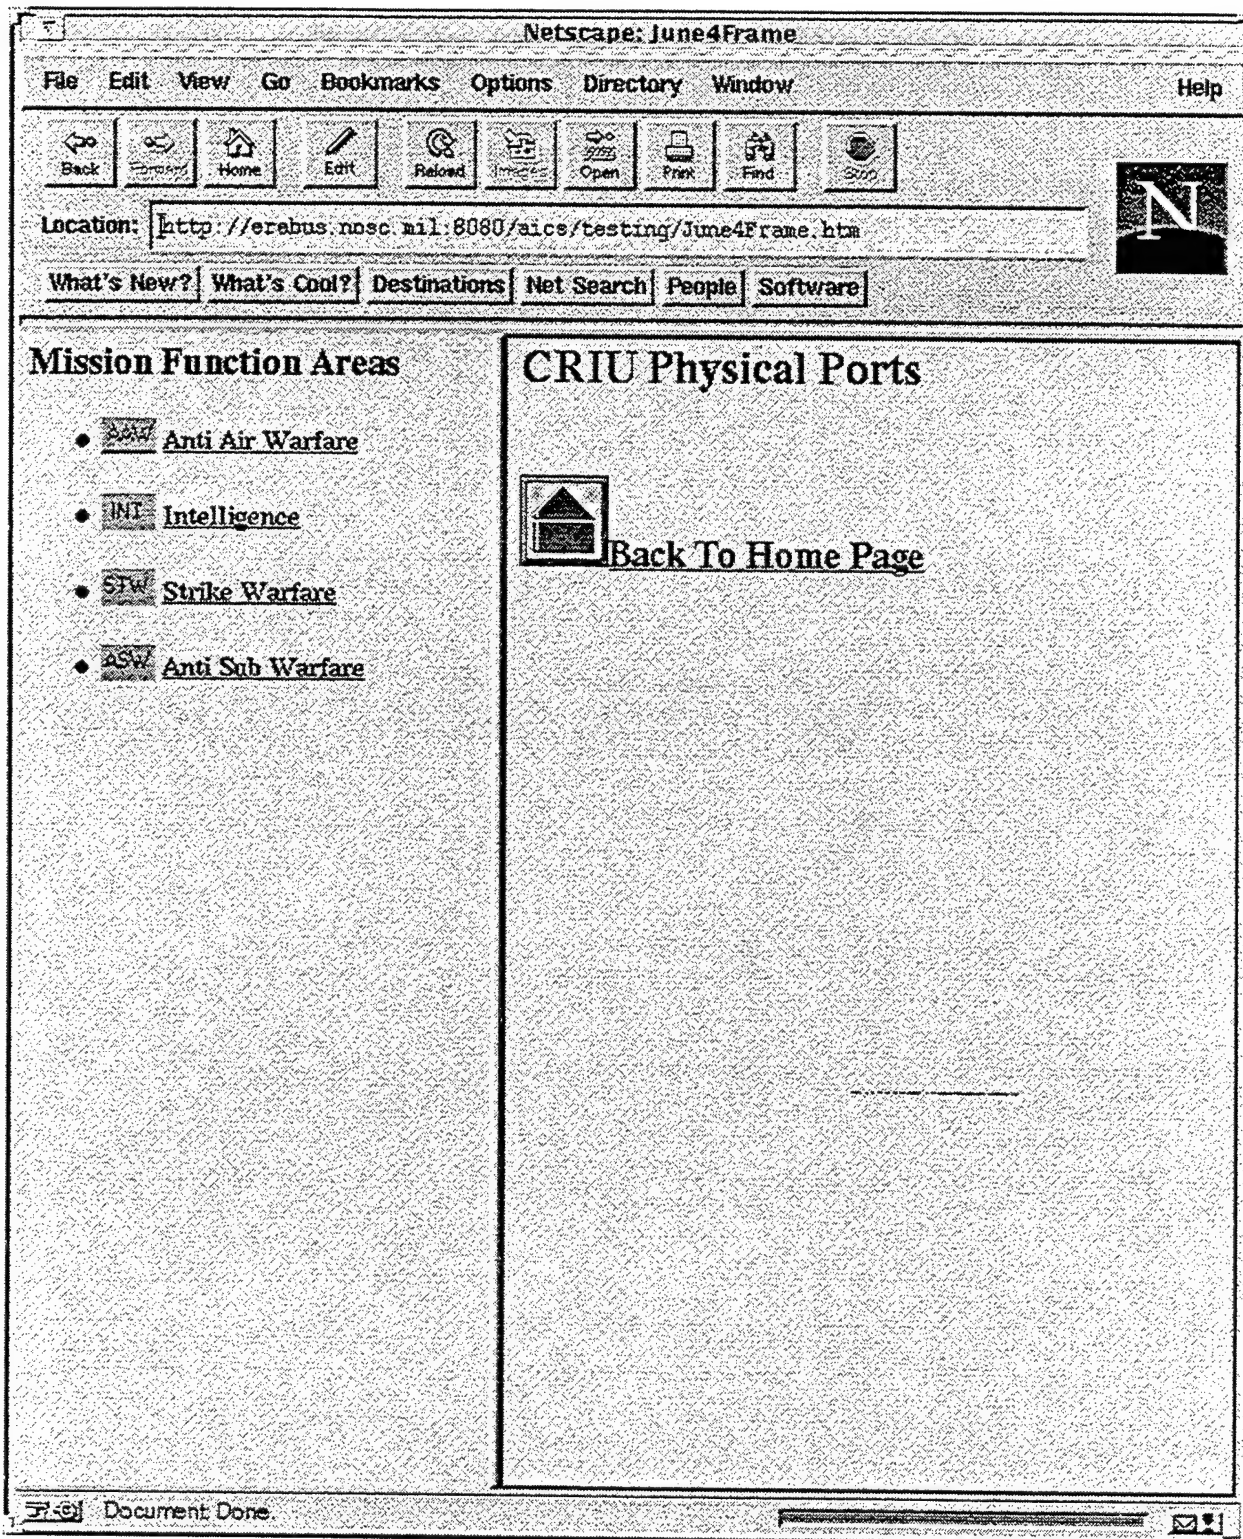 Netscape: June4Frame
File Edit View Go Bookmarks Options Directory Window Help
Back Forward Home Edit Reload Images Open Print Find Stop
N
Location: http://erebus.nosc.mil:8080/aics/testing/June4Frame.htm
What's New? What's Cool? Destinations Net Search People Software
Mission Function Areas
AAW Anti Air Warfare
INT Intelligence
STW Strike Warfare
ASW Anti Sub Warfare
CRIU Physical Ports
Back To Home Page
Document: Done.